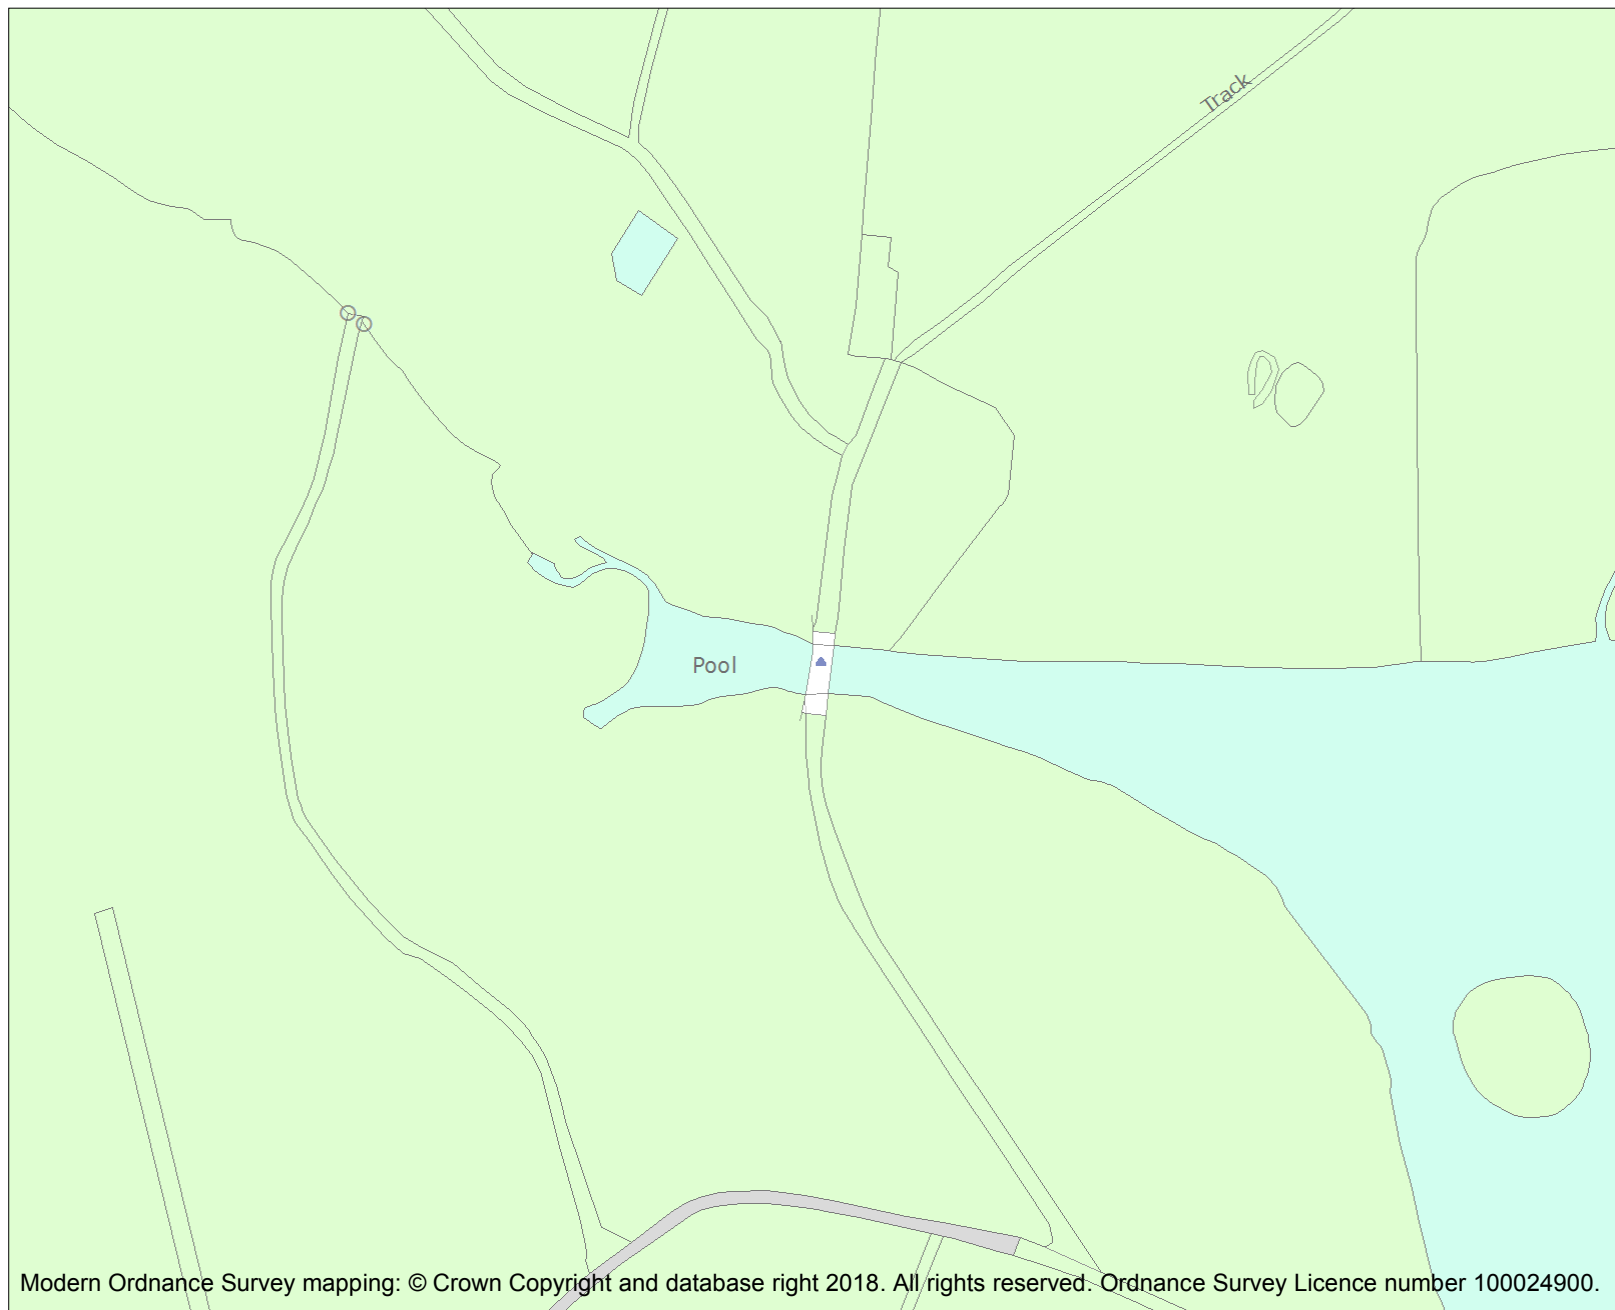 Track
Pool
Modern Ordnance Survey mapping: © Crown Copyright and database right 2018. All rights reserved. Ordnance Survey Licence number 100024900.